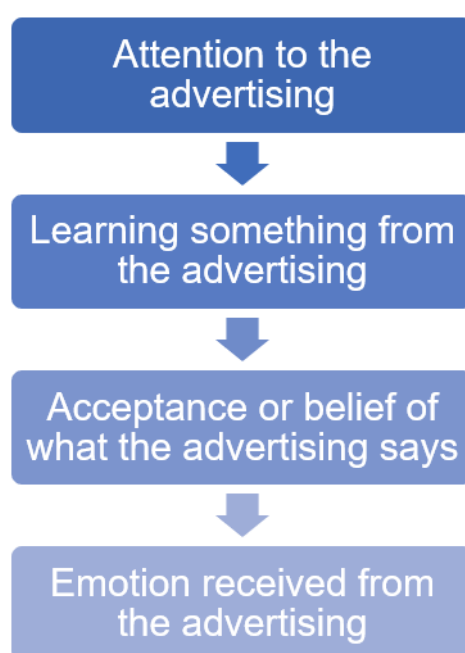 Attention to the
advertising
Learning something from
the advertising
Acceptance or belief of
what the advertising says
Emotion received from
the advertising